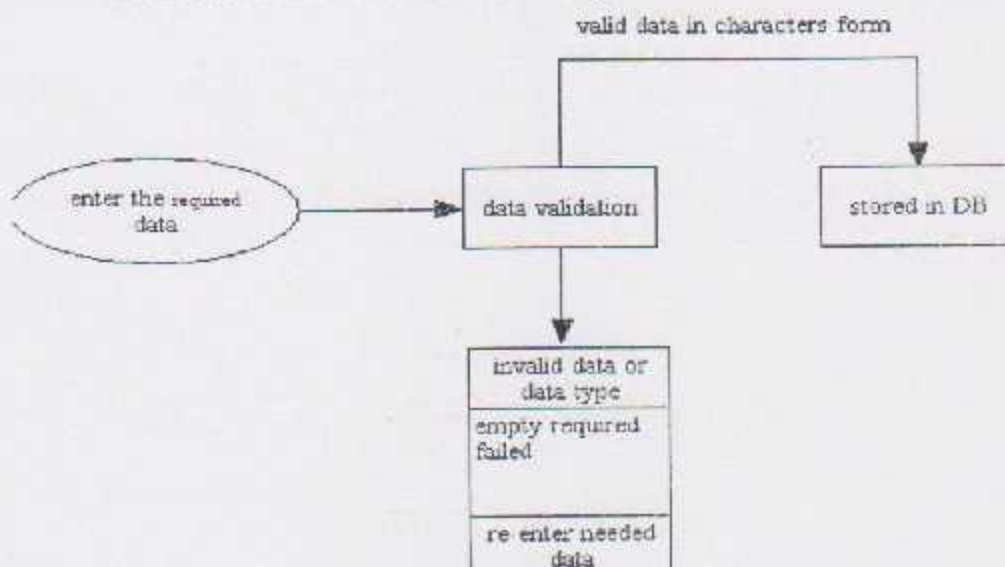 valid data in characters form
enter the required
data
data validation
stored in DB
invalid data or
data type
empty required
failed
re enter needed
data